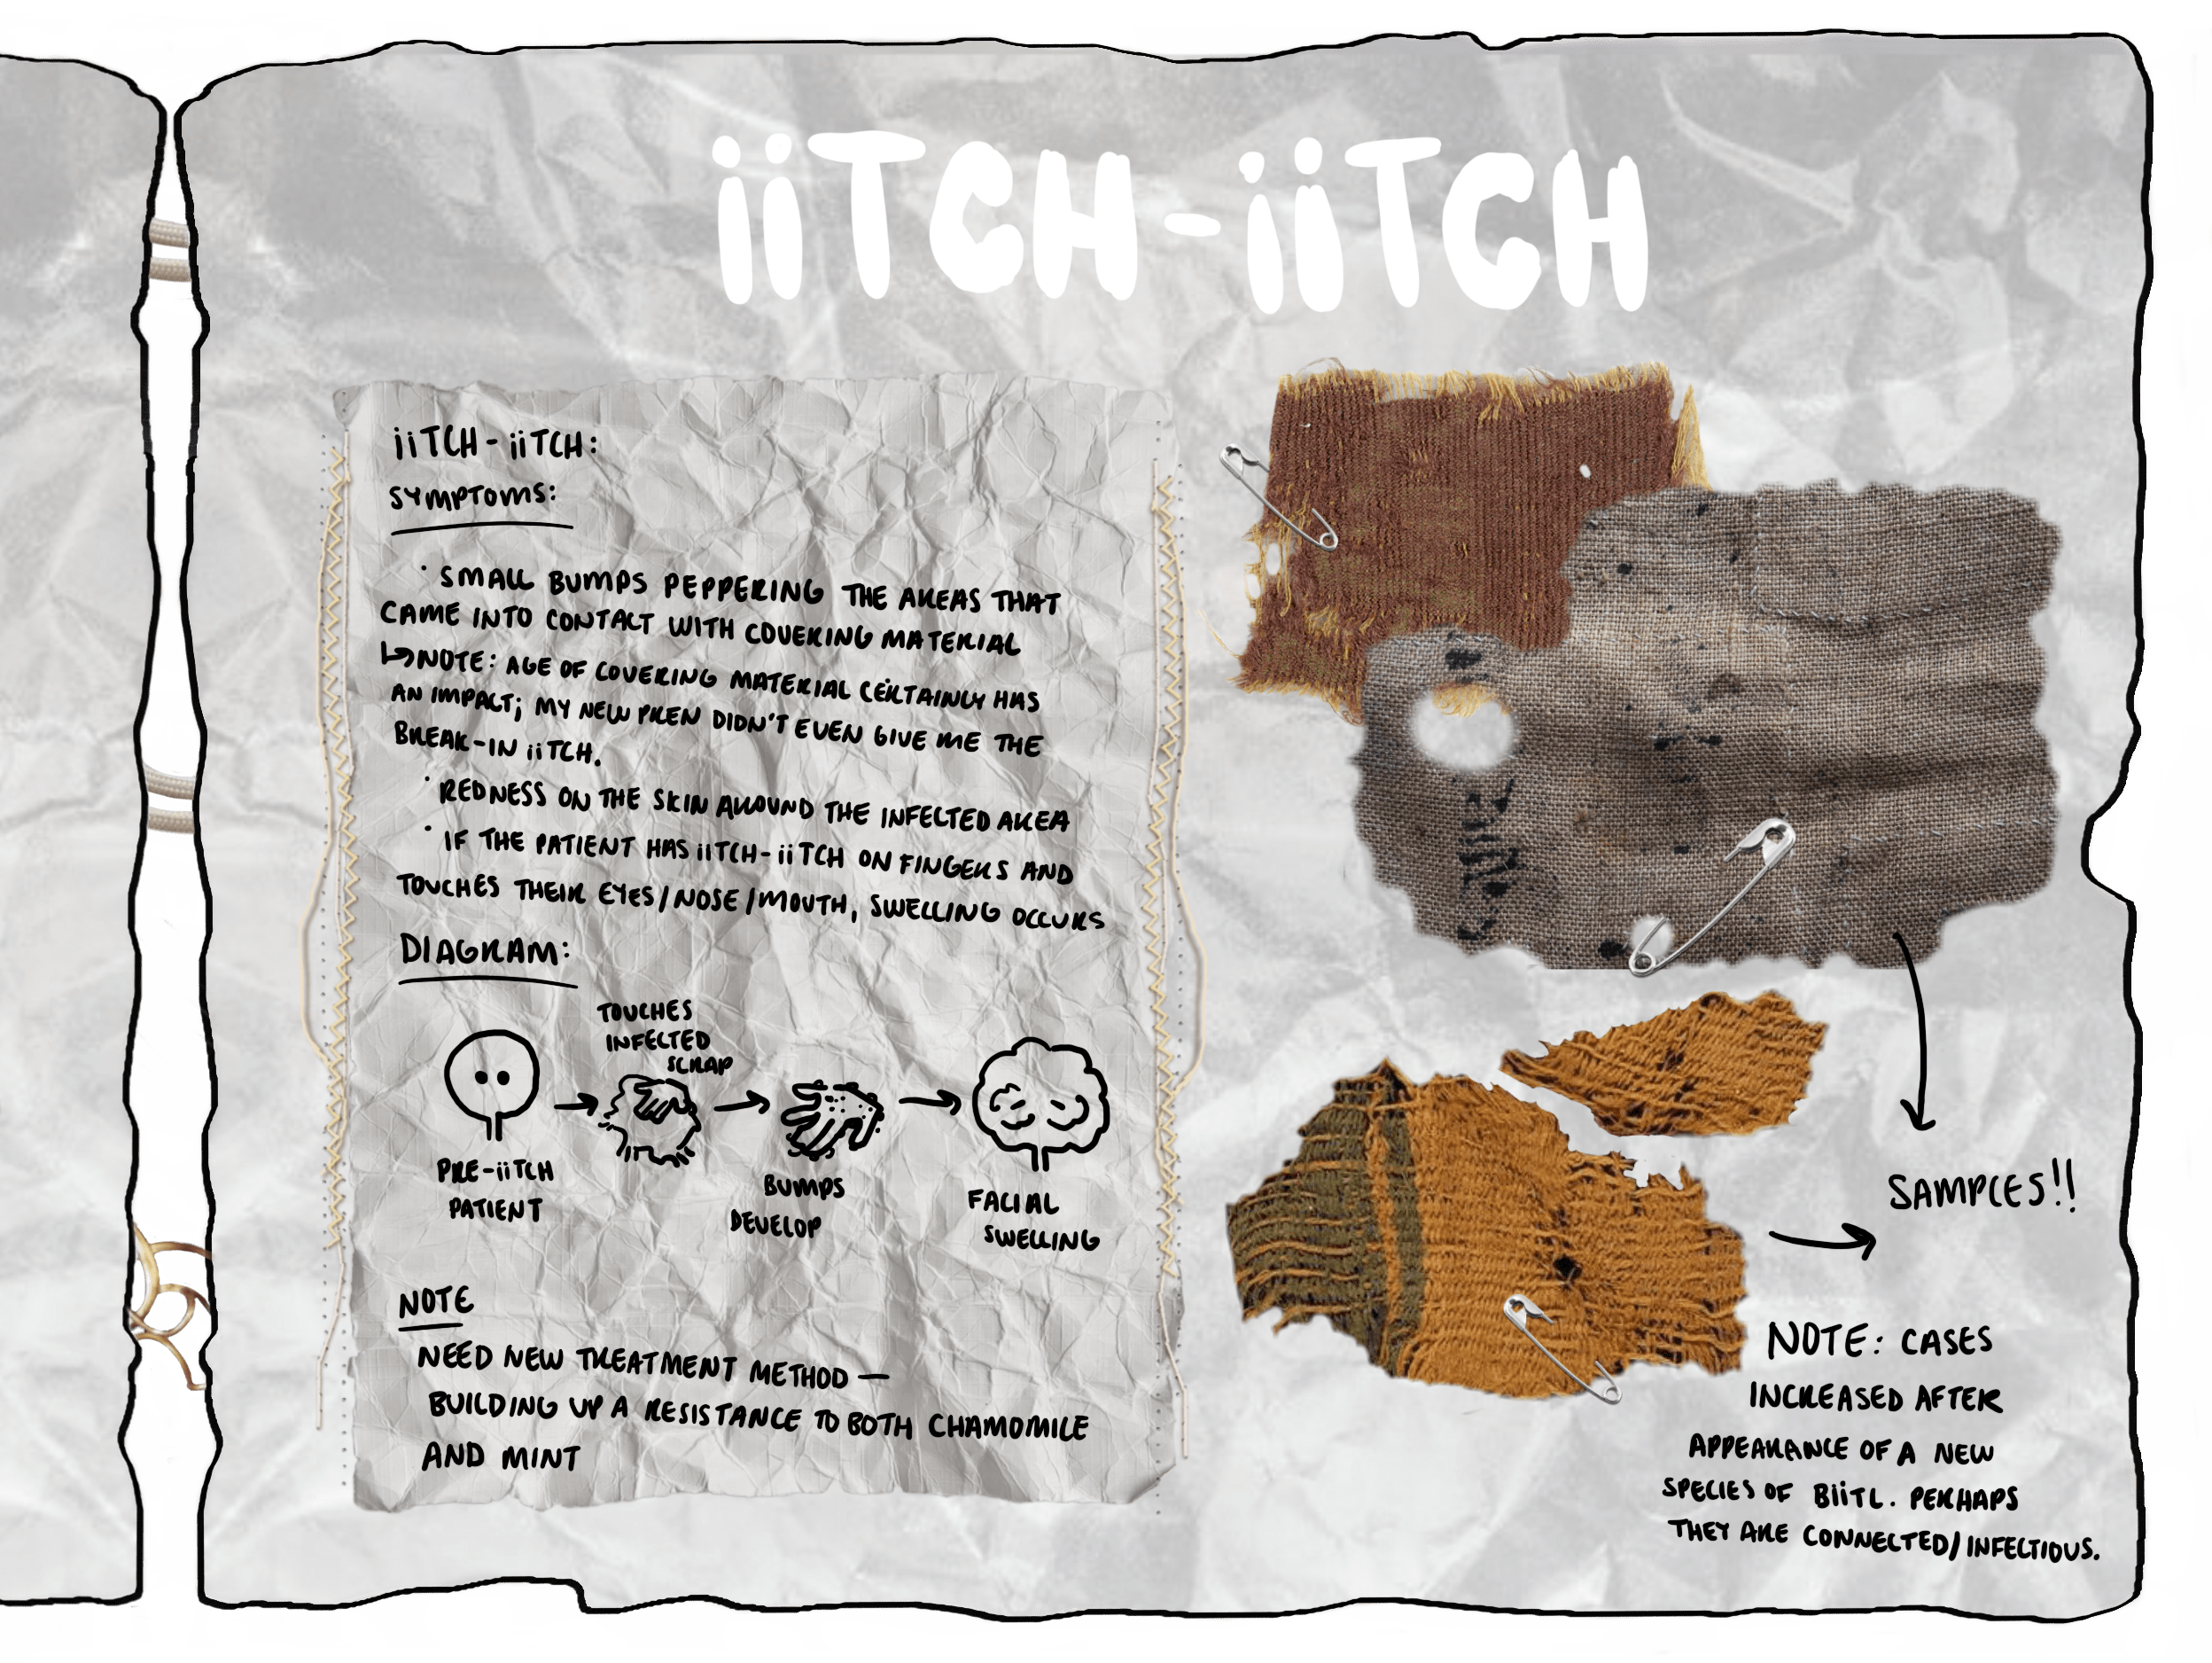 iiTCH-iiTCH
iiTCH-iiTCH:
SYMPTOMS:
· SMALL BUMPS PEPPERING THE AREAS THAT
CAME INTO CONTACT WITH COVERING MATERIAL
↳NOTE: AGE OF COVERING MATERIAL CERTAINLY HAS
AN IMPACT; MY NEW PREN DIDN'T EVEN GIVE ME THE
BREAK-IN iiTCH.
· REDNESS ON THE SKIN AROUND THE INFECTED AREA
· IF THE PATIENT HAS iiTCH-iiTCH ON FINGERS AND
TOUCHES THEIR EYES/NOSE/MOUTH, SWELLING OCCURS
DIAGRAM:
TOUCHES
INFECTED
SCRAP
PRE-iiTCH
PATIENT
BUMPS
DEVELOP
FACIAL
SWELLING
NOTE
NEED NEW TREATMENT METHOD —
BUILDING UP A RESISTANCE TO BOTH CHAMOMILE
AND MINT
SAMPLES!!
NOTE: CASES
INCREASED AFTER
APPEARANCE OF A NEW
SPECIES OF BiiTL. PERHAPS
THEY ARE CONNECTED/INFECTIOUS.